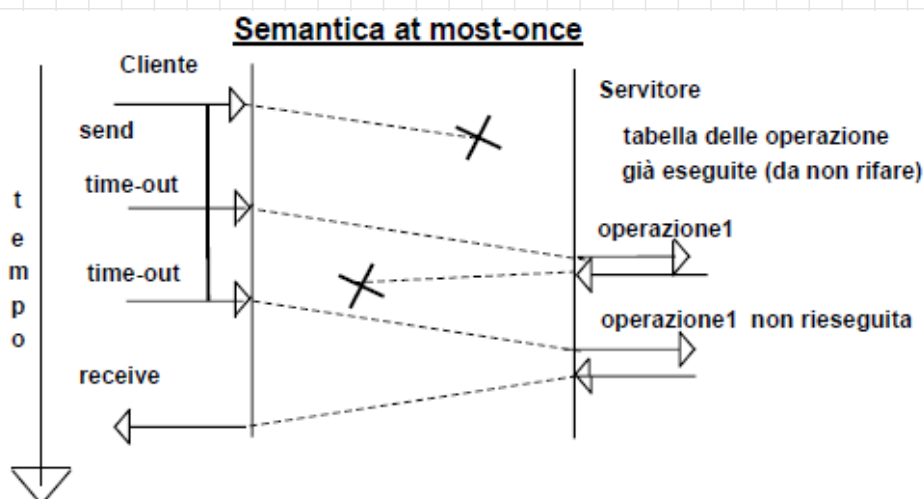 Semantica at most-once
Cliente
Servitore
send
tabella delle operazione
già eseguite (da non rifare)
time-out
operazione1
time-out
operazione1 non rieseguita
receive
t
e
m
p
o